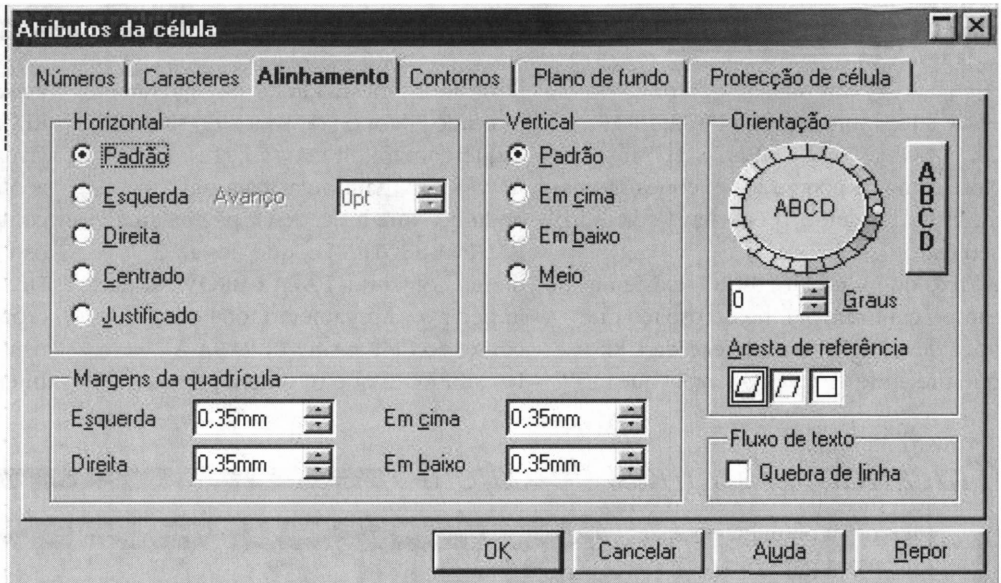 Atributos da célula
Números Caracteres Alinhamento Contornos Plano de fundo Protecção de célula
Horizontal
Padrão
Esquerda Avanço 0pt
Direita
Centrado
Justificado
Vertical
Padrão
Em cima
Em baixo
Meio
Orientação
ABCD
ABCD
0 Graus
Aresta de referência
Margens da quadrícula
Esquerda 0,35mm Em cima 0,35mm
Direita 0,35mm Em baixo 0,35mm
Fluxo de texto
Quebra de linha
OK Cancelar Ajuda Repor